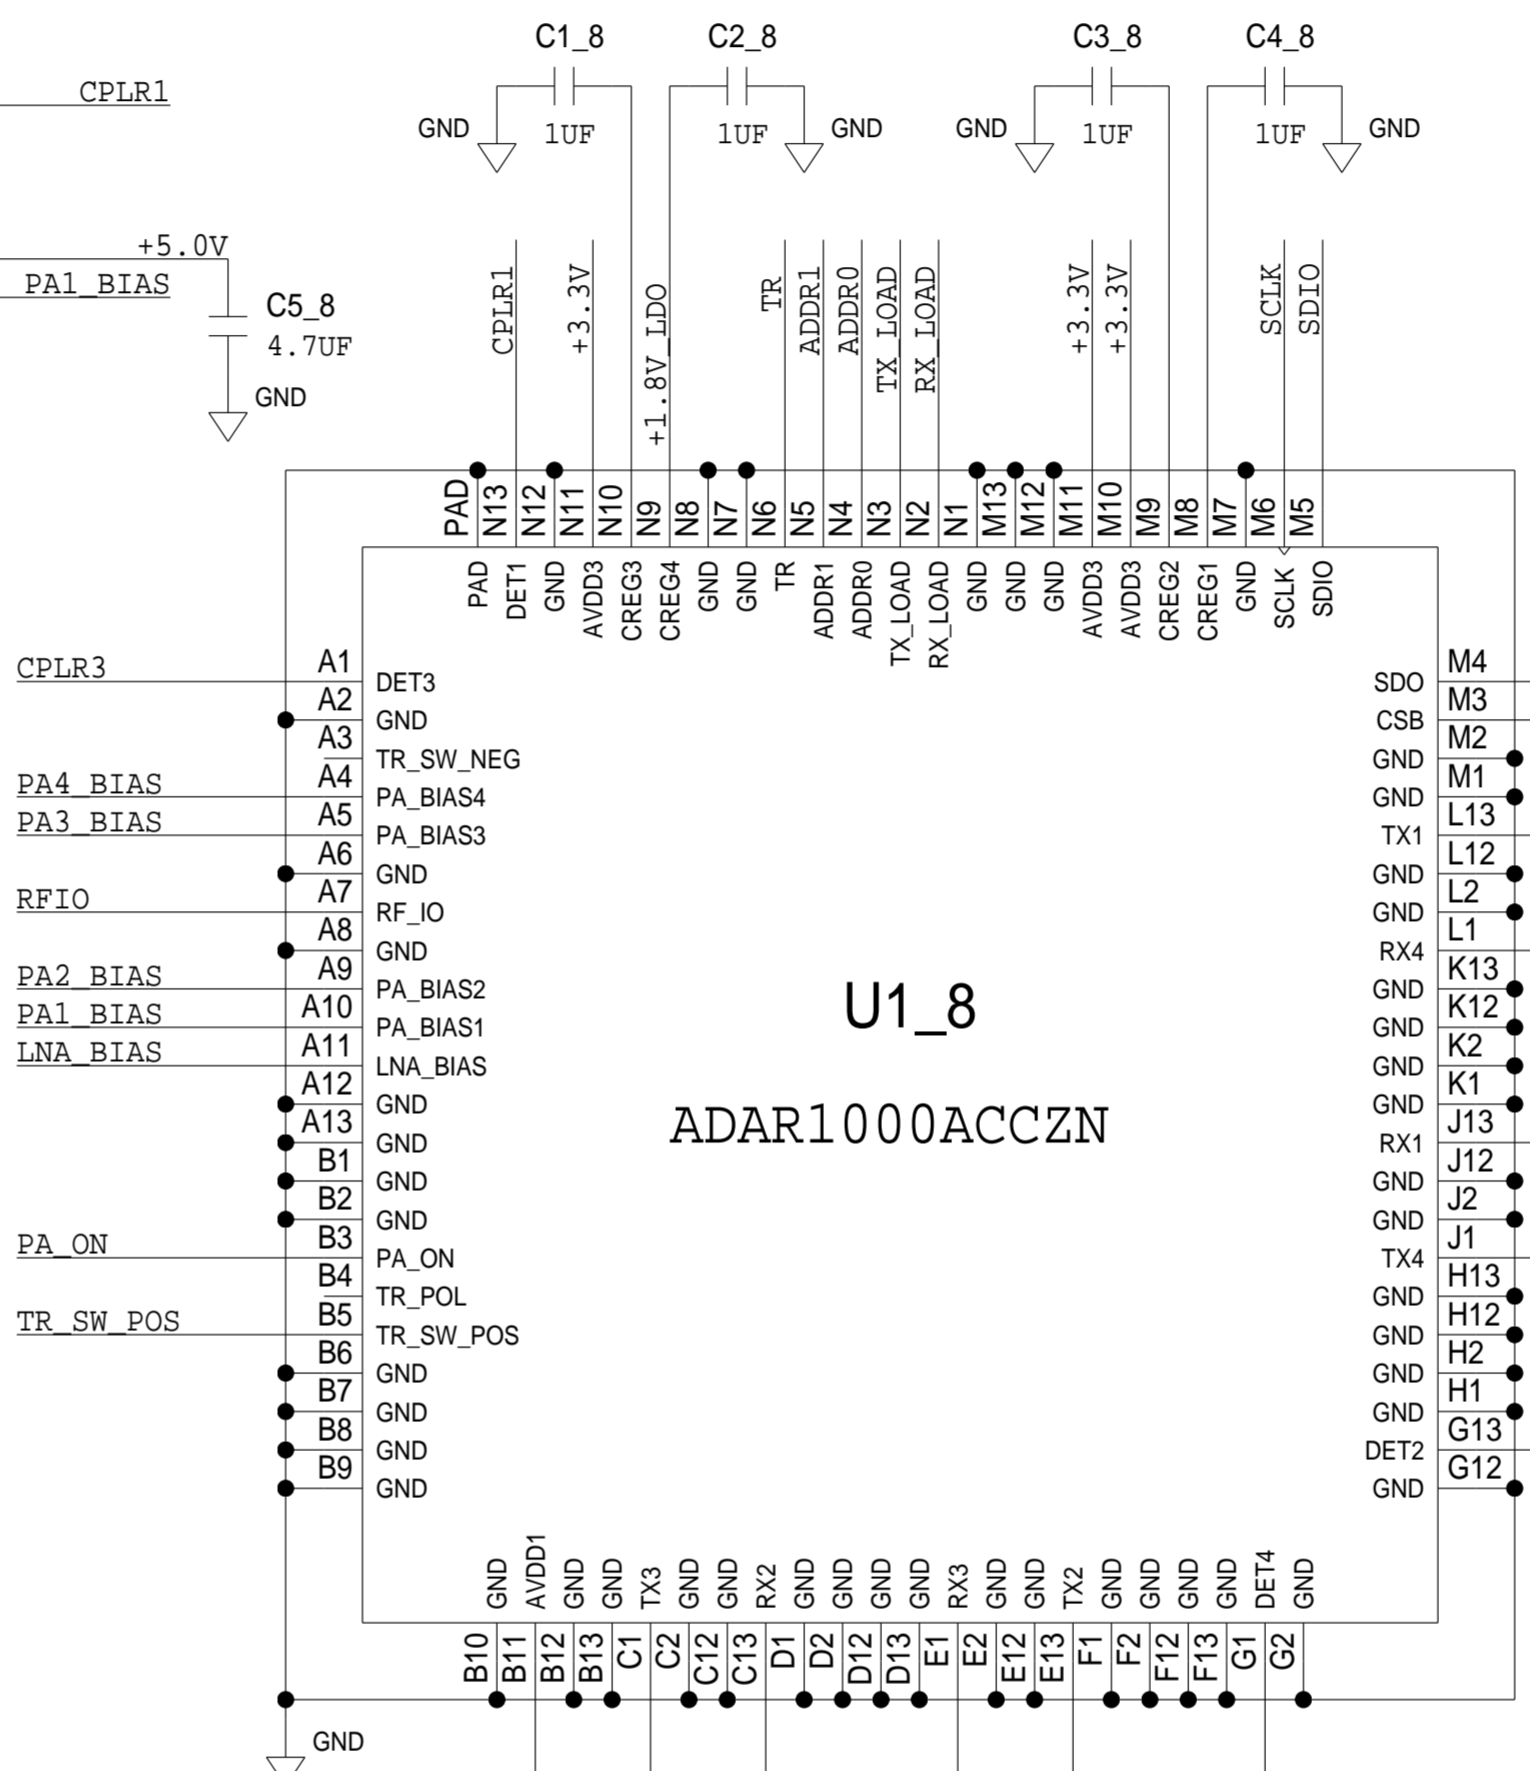 C1_8 C2_8 C3_8 C4_8
CPLR1
GND 1UF 1UF GND GND 1UF 1UF GND
+5.0V
PA1_BIAS
C5_8
4.7UF
GND
CPLR1 +3.3V +1.8V_LDO TR ADDR1 ADDR0 TX_LOAD RX_LOAD +3.3V +3.3V SCLK SDIO
PAD N13 N12 N11 N10 N9 N8 N7 N6 N5 N4 N3 N2 N1 M13 M12 M11 M10 M9 M8 M7 M6 M5
PAD DET1 GND AVDD3 CREG3 CREG4 GND GND TR ADDR1 ADDR0 TX_LOAD RX_LOAD GND GND GND AVDD3 AVDD3 CREG2 CREG1 GND SCLK SDIO
CPLR3 A1 DET3
A2 GND
A3 TR_SW_NEG
PA4_BIAS A4 PA_BIAS4
PA3_BIAS A5 PA_BIAS3
A6 GND
RFIO A7 RF_IO
A8 GND
PA2_BIAS A9 PA_BIAS2
PA1_BIAS A10 PA_BIAS1
LNA_BIAS A11 LNA_BIAS
A12 GND
A13 GND
B1 GND
B2 GND
PA_ON B3 PA_ON
B4 TR_POL
TR_SW_POS B5 TR_SW_POS
B6 GND
B7 GND
B8 GND
B9 GND
U1_8
ADAR1000ACCZN
SDO M4
CSB M3
GND M2
GND M1
TX1 L13
GND L12
GND L2
RX4 L1
GND K13
GND K12
GND K2
GND K1
RX1 J13
GND J12
GND J2
TX4 J1
GND H13
GND H12
GND H2
GND H1
DET2 G13
GND G12
GND AVDD1 GND GND TX3 GND GND RX2 GND GND GND GND RX3 GND GND TX2 GND GND GND GND DET4 GND
B10 B11 B12 B13 C1 C2 C12 C13 D1 D2 D12 D13 E1 E2 E12 E13 F1 F2 F12 F13 G1 G2
GND